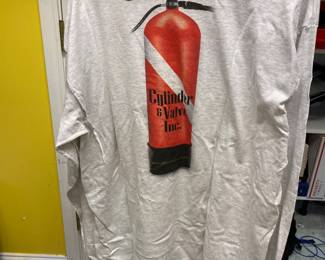 Cylinder
& Valve
Inc.